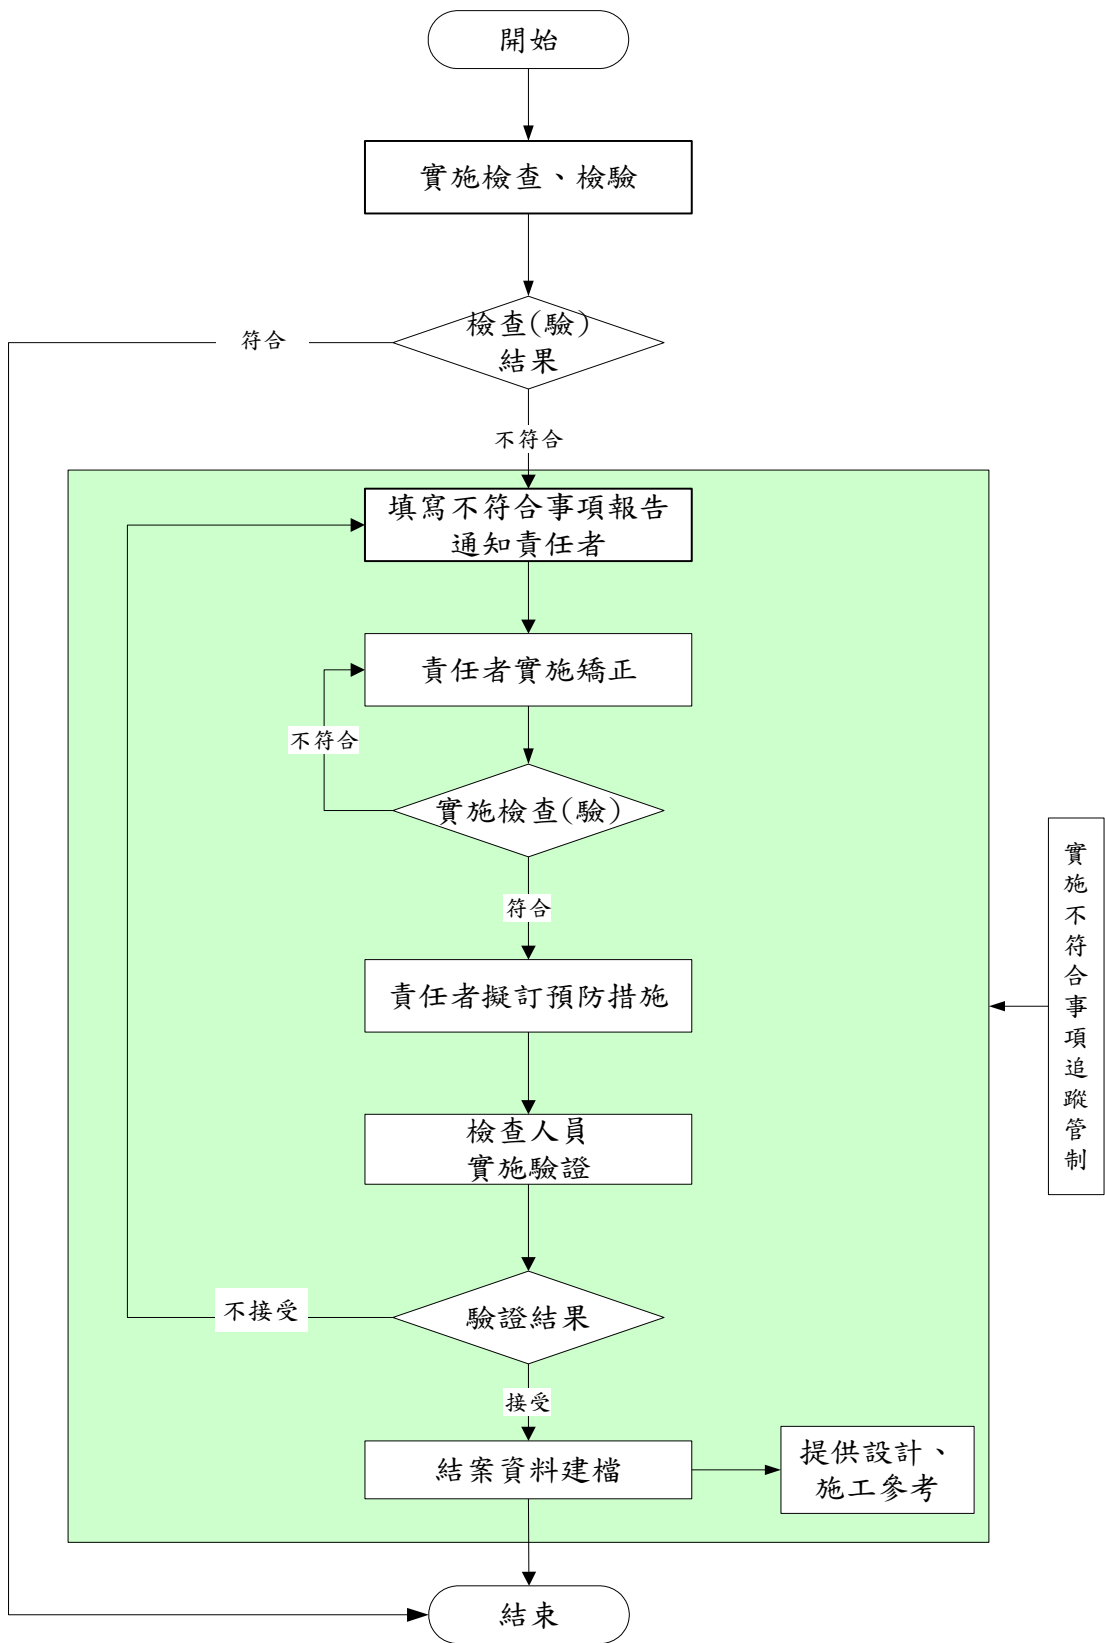 開始
實施檢查、檢驗
檢查(驗)
結果
符合
不符合
填寫不符合事項報告
通知責任者
責任者實施矯正
不符合
實施檢查(驗)
符合
責任者擬訂預防措施
檢查人員
實施驗證
驗證結果
不接受
接受
結案資料建檔
提供設計、
施工參考
結束
實施不符合事項追蹤管制